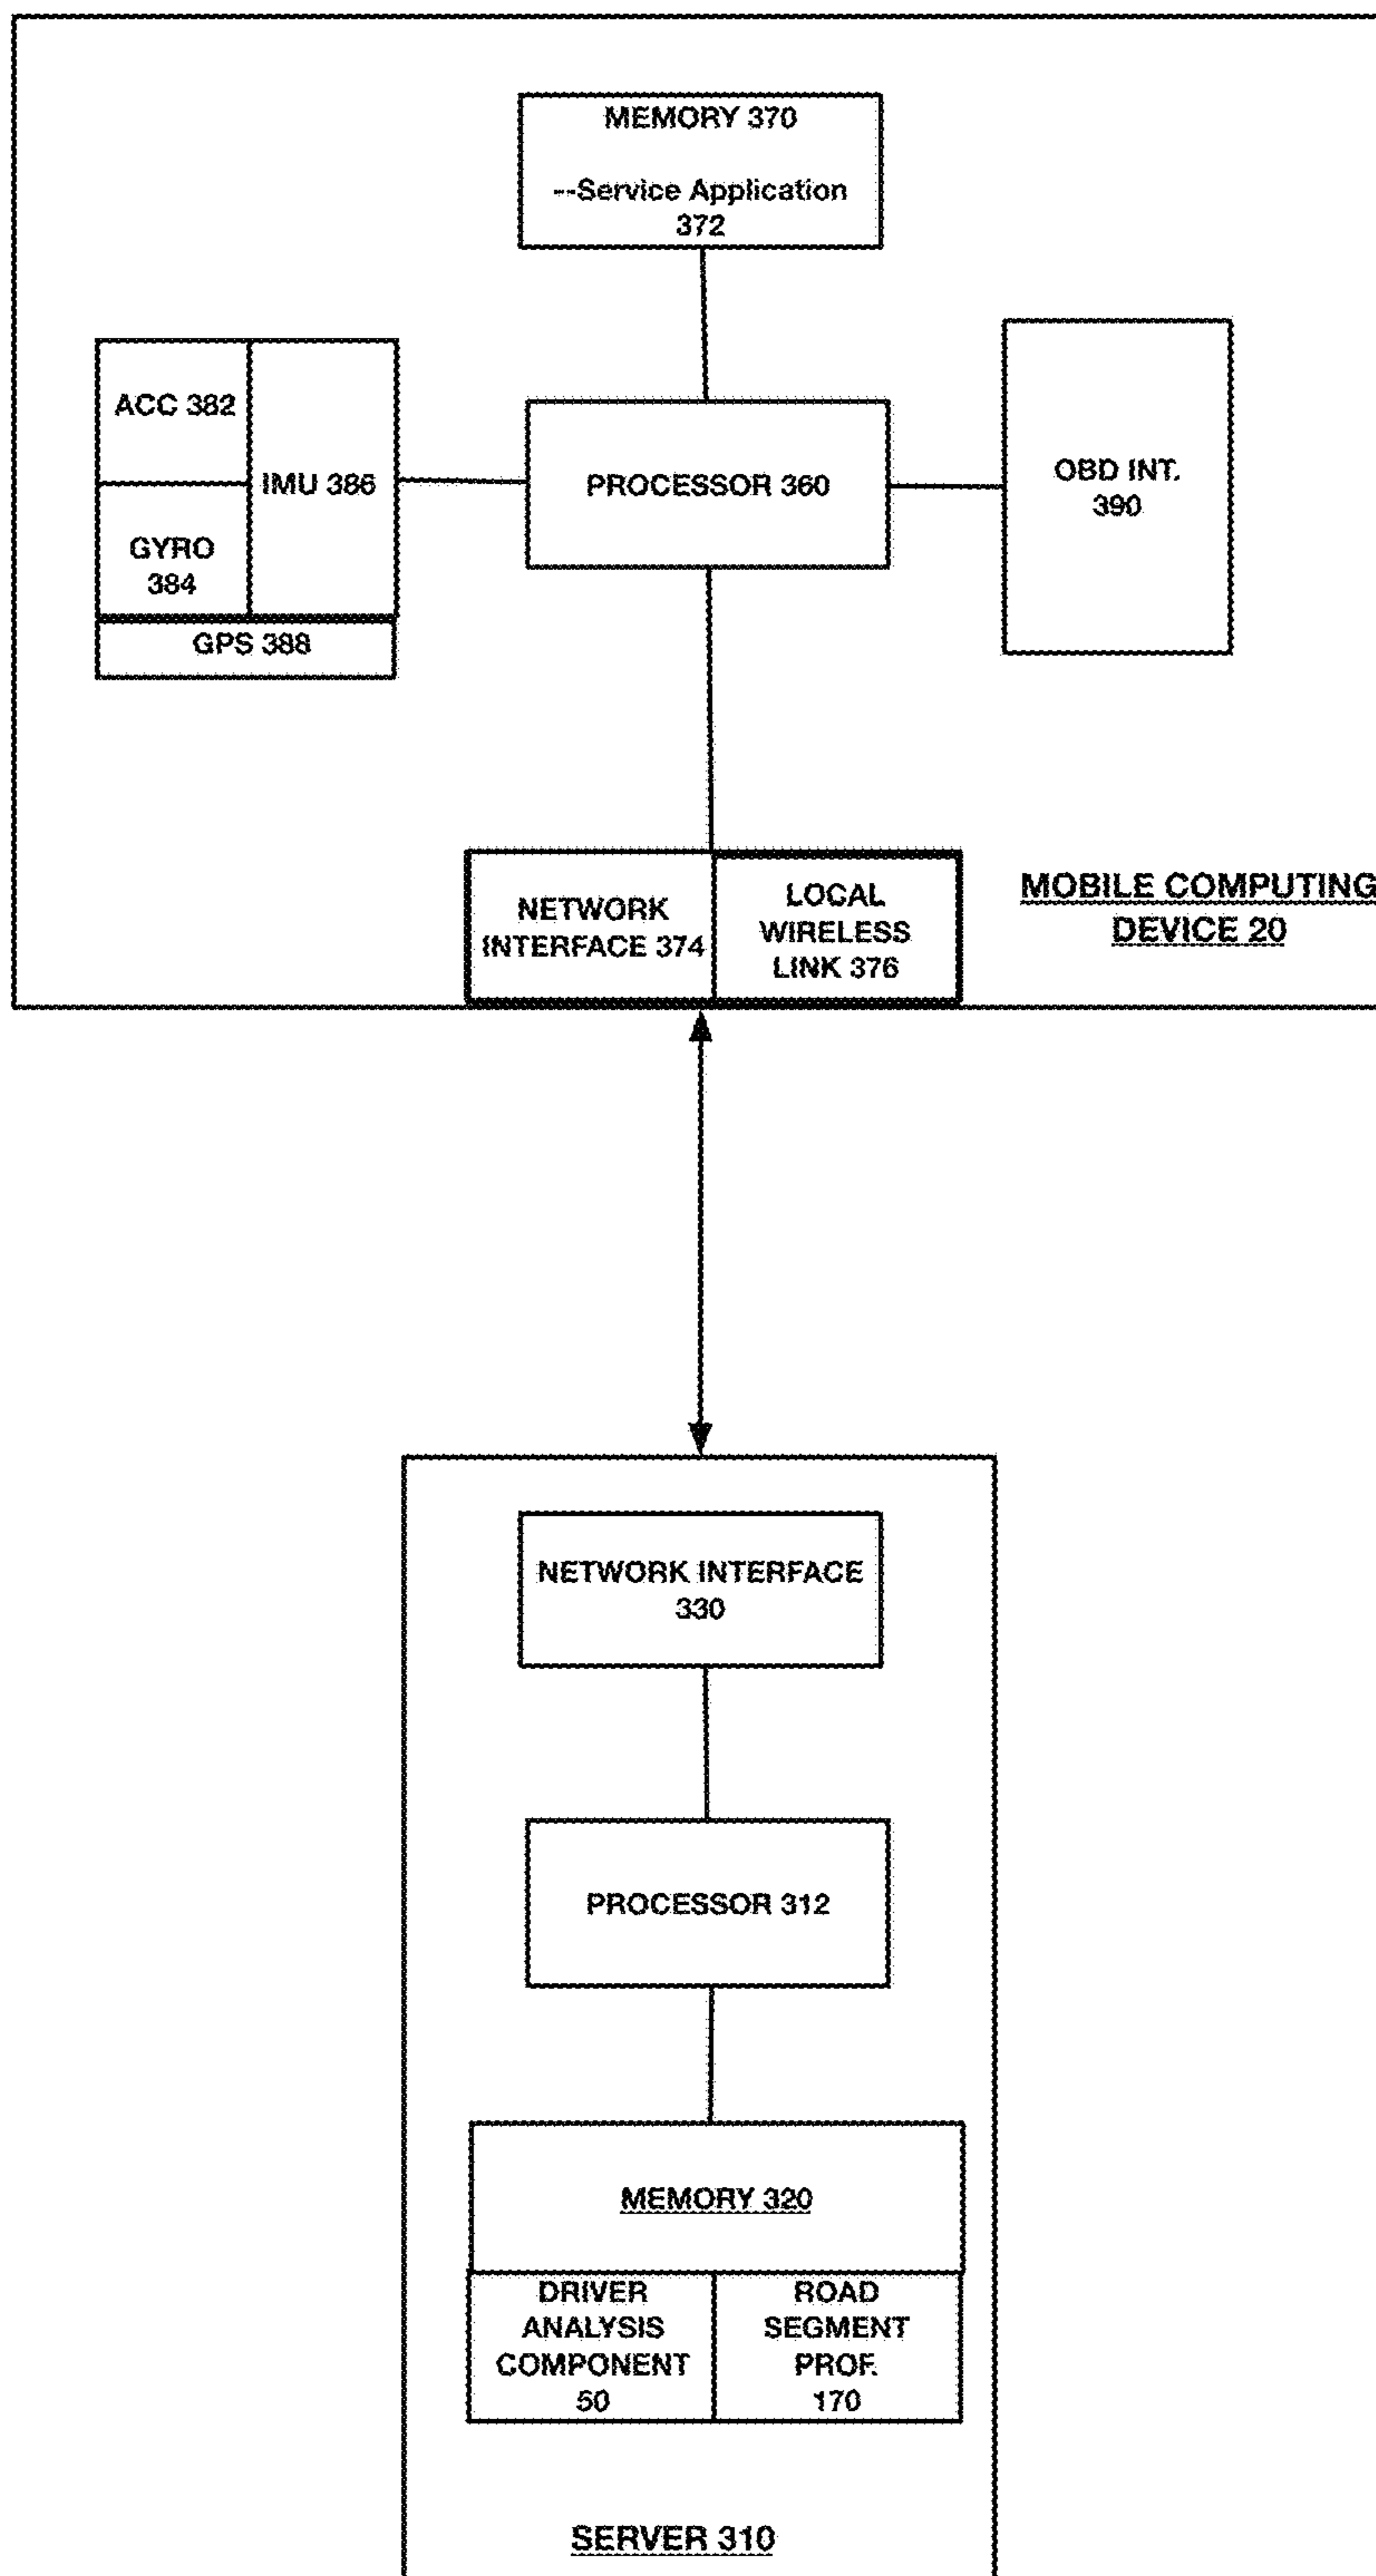 MEMORY 370
--Service Application
372
ACC 382
IMU 386
GYRO
384
GPS 388
PROCESSOR 360
OBD INT.
390
NETWORK
INTERFACE 374
LOCAL
WIRELESS
LINK 376
MOBILE COMPUTING
DEVICE 20
NETWORK INTERFACE
330
PROCESSOR 312
MEMORY 320
DRIVER
ANALYSIS
COMPONENT
50
ROAD
SEGMENT
PROF.
170
SERVER 310